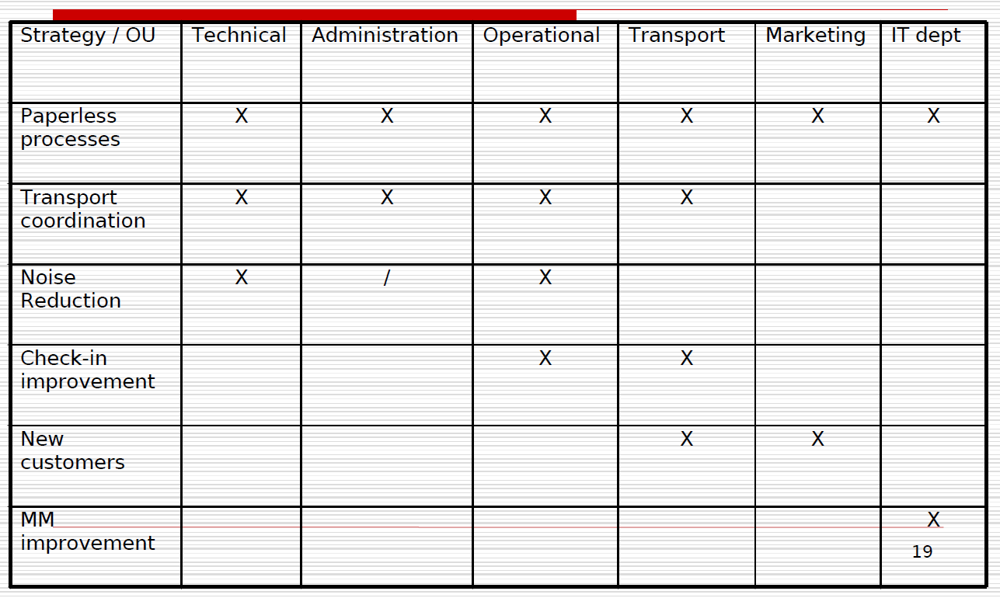 Strategy / OU Technical Administration Operational Transport Marketing IT dept
Paperless X X X X X X
processes
Transport X X X X
coordination
Noise X / X
Reduction
Check-in X X
improvement
New X X
customers
MM X
improvement
19